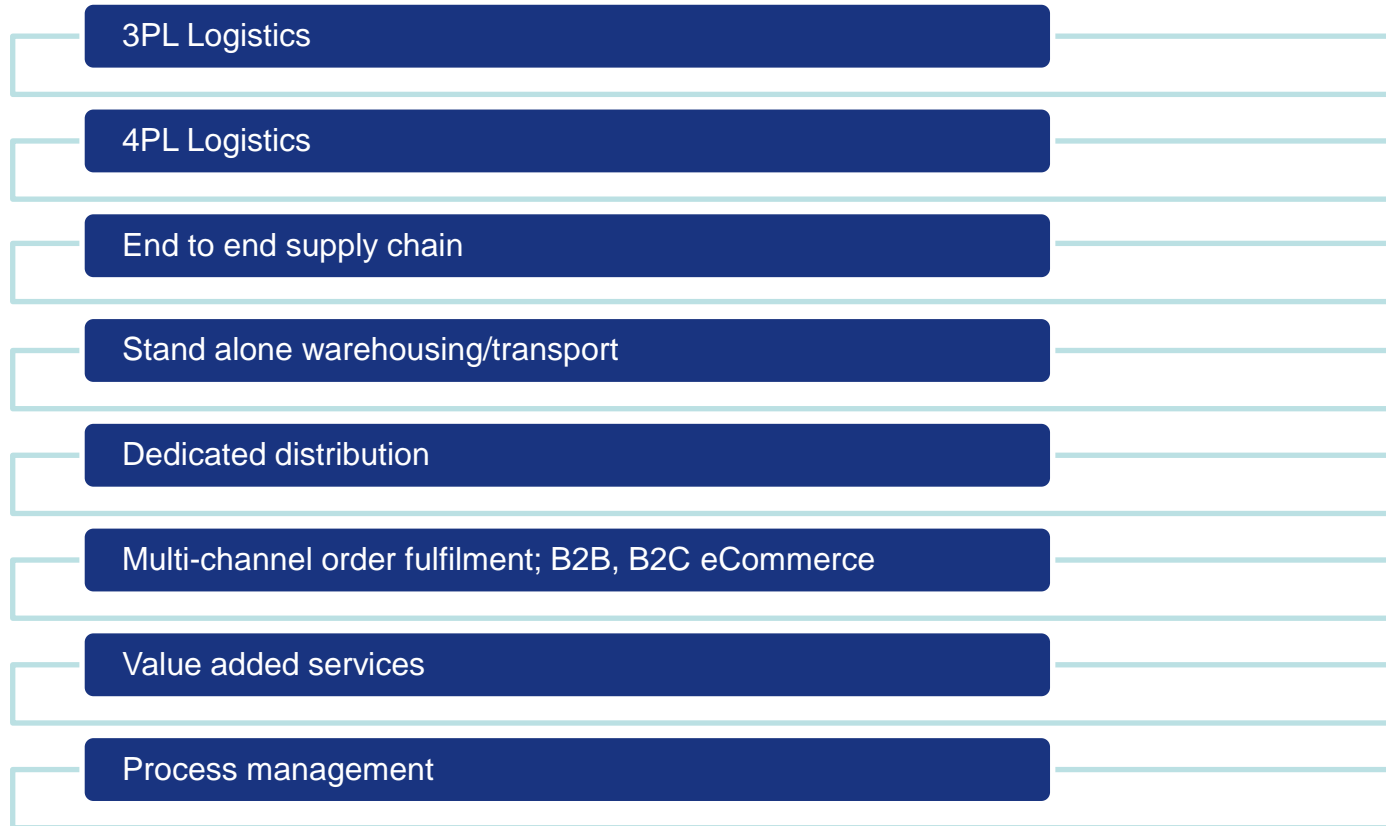 3PL Logistics
4PL Logistics
End to end supply chain
Stand alone warehousing/transport
Dedicated distribution
Multi-channel order fulfilment; B2B, B2C eCommerce
Value added services
Process management